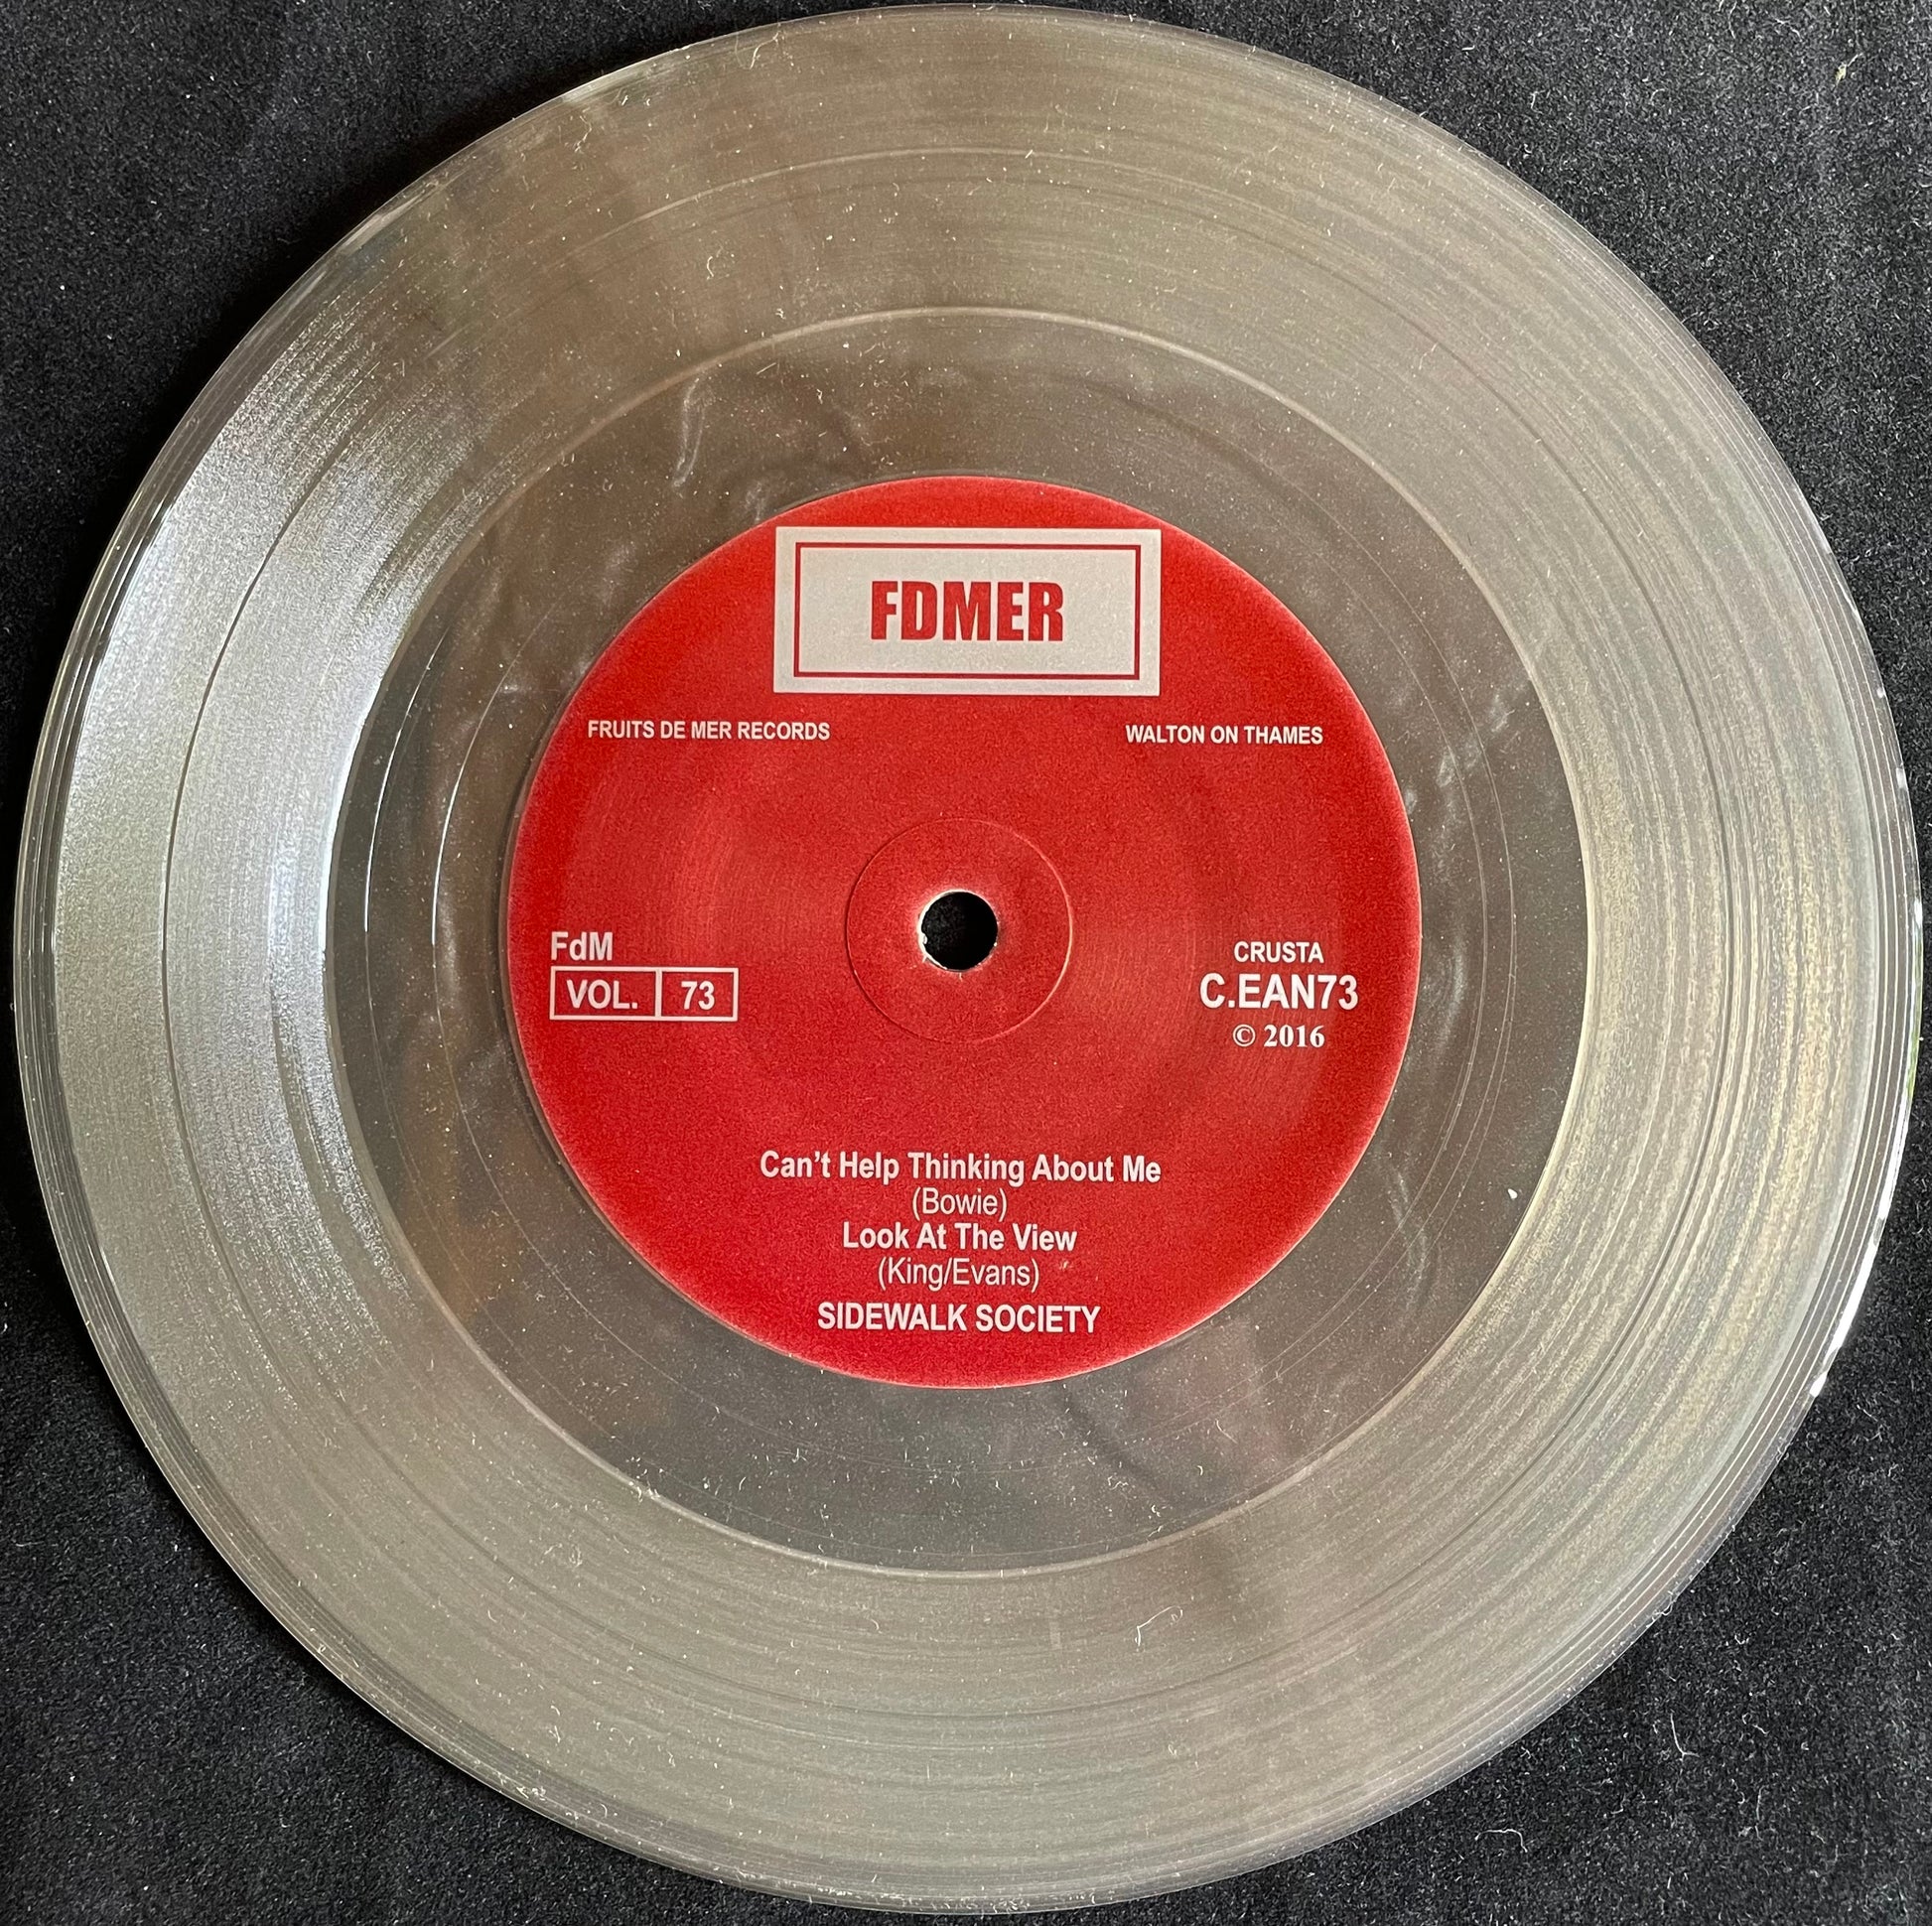 FDMER
FRUITS DE MER RECORDS
WALTON ON THAMES
FdM
VOL. 73
CRUSTA
C.EAN73
© 2016
Can't Help Thinking About Me
(Bowie)
Look At The View
(King/Evans)
SIDEWALK SOCIETY